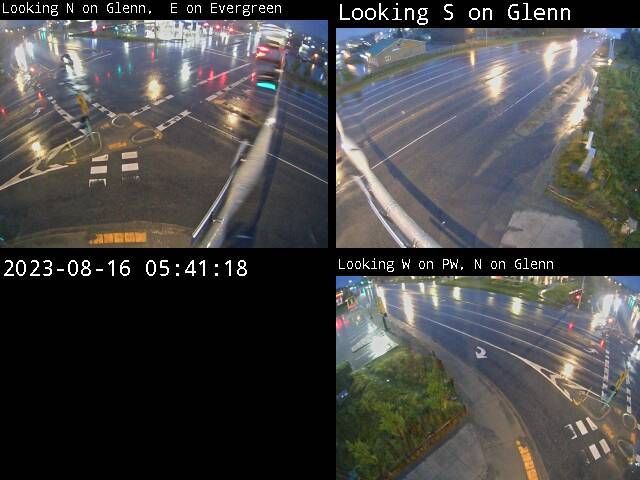 Looking N on Glenn,  E on Evergreen
Looking S on Glenn
2023-08-16 05:41:18
Looking W on PW, N on Glenn